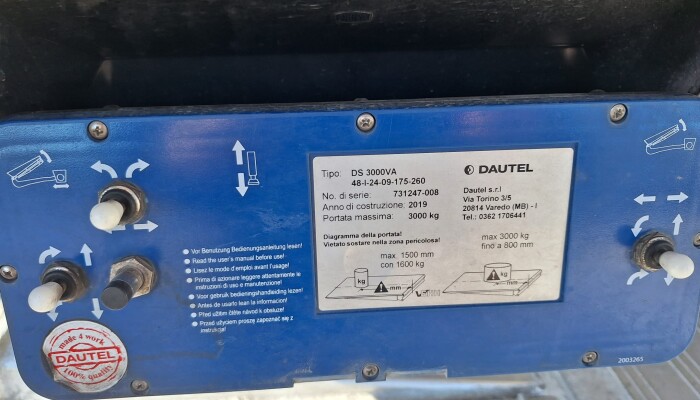 Tipo: DS 3000VA
48-I-24-09-175-260
No. di serie: 731247-008
Anno di costruzione: 2019
Portata massima: 3000 kg
DAUTEL
Dautel s.r.l
Via Torino 3/5
20814 Varedo (MB) - I
Tel.: 0362 1706441
Diagramma della portata!
Vietato sostare nella zona pericolosa!
max. 1500 mm
con 1600 kg
max 3000 kg
fino a 800 mm
kg
mm
kg
mm
Vor Benutzung Bedienungsanleitung lesen!
Read the user's manual before use!
Lisez le mode d'emploi avant l'usage!
Prima di azionare leggere attentamente le
instruzioni di uso o manutenzione!
Voor gebruik bedieningshandleiding lezen!
Antes de usarlo lean la informacion!
Před užitím čtěte návod k obsluze!
Przed użyciem proszę zapoznać się z
instrukcją!
made 4 work
DAUTEL
100% quality
2003265